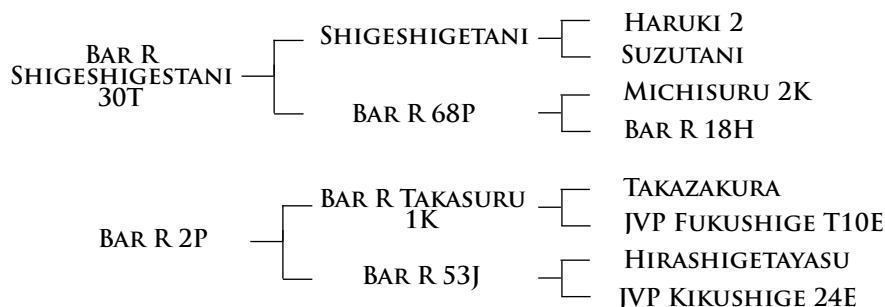 Bar R
Shigeshigestani
30T
Shigeshigetani
Haruki 2
Suzutani
Bar R 68P
Michisuru 2K
Bar R 18H
Bar R 2P
Bar R Takasuru
1K
Takazakura
JVP Fukushige T10E
Bar R 53J
Hirashigetayasu
JVP Kikushige 24E